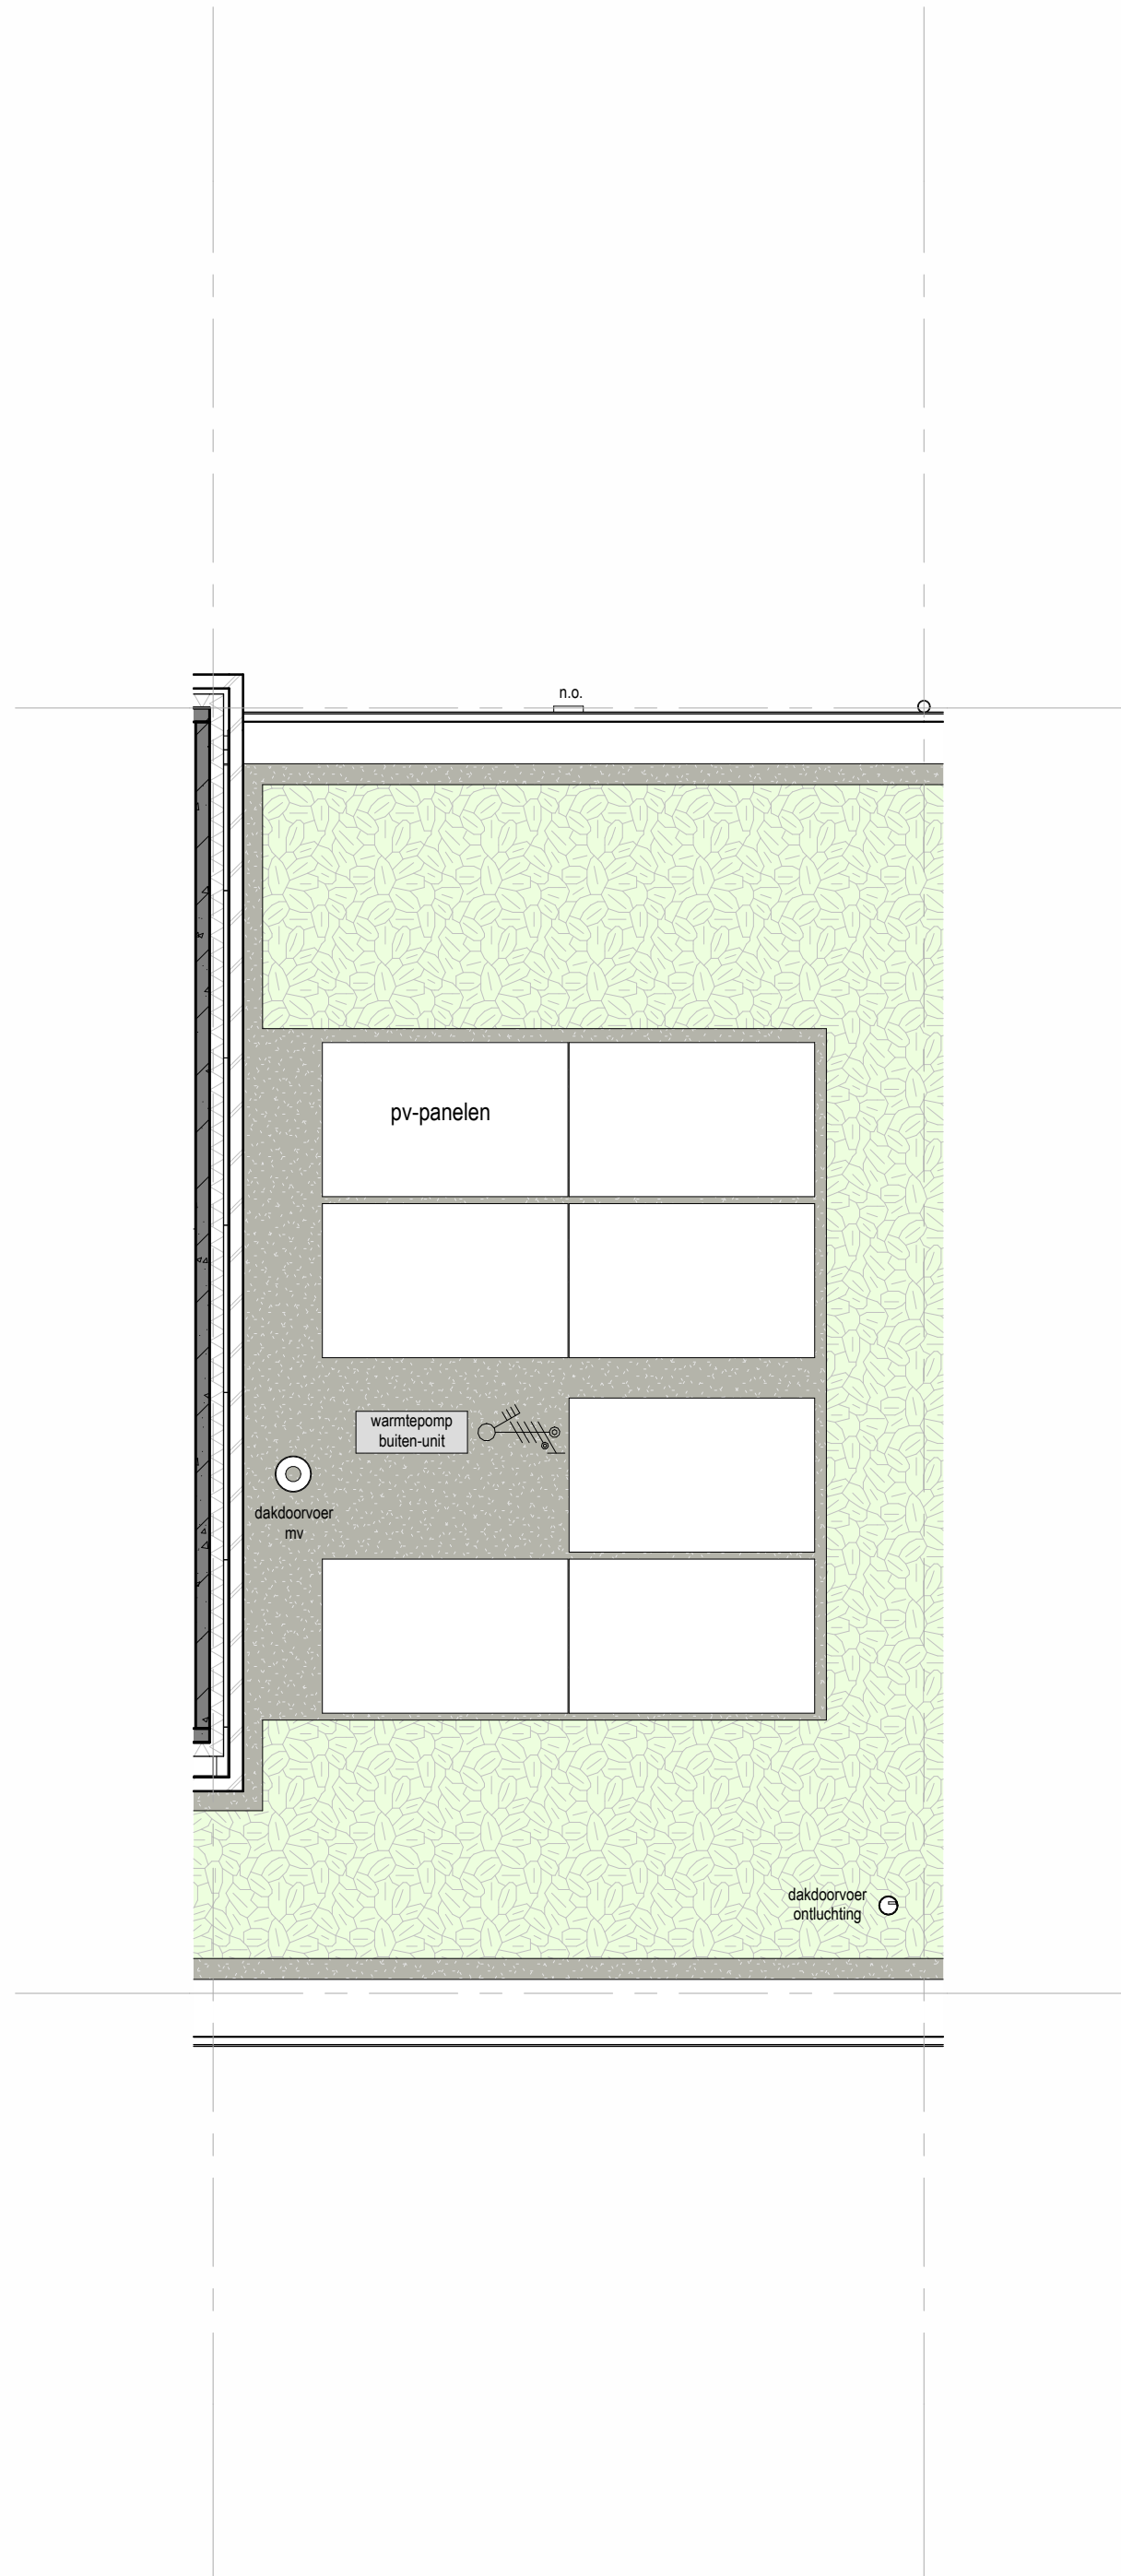 n.o.
pv-panelen
warmtepomp
buiten-unit
dakdoorvoer
mv
dakdoorvoer
ontluchting